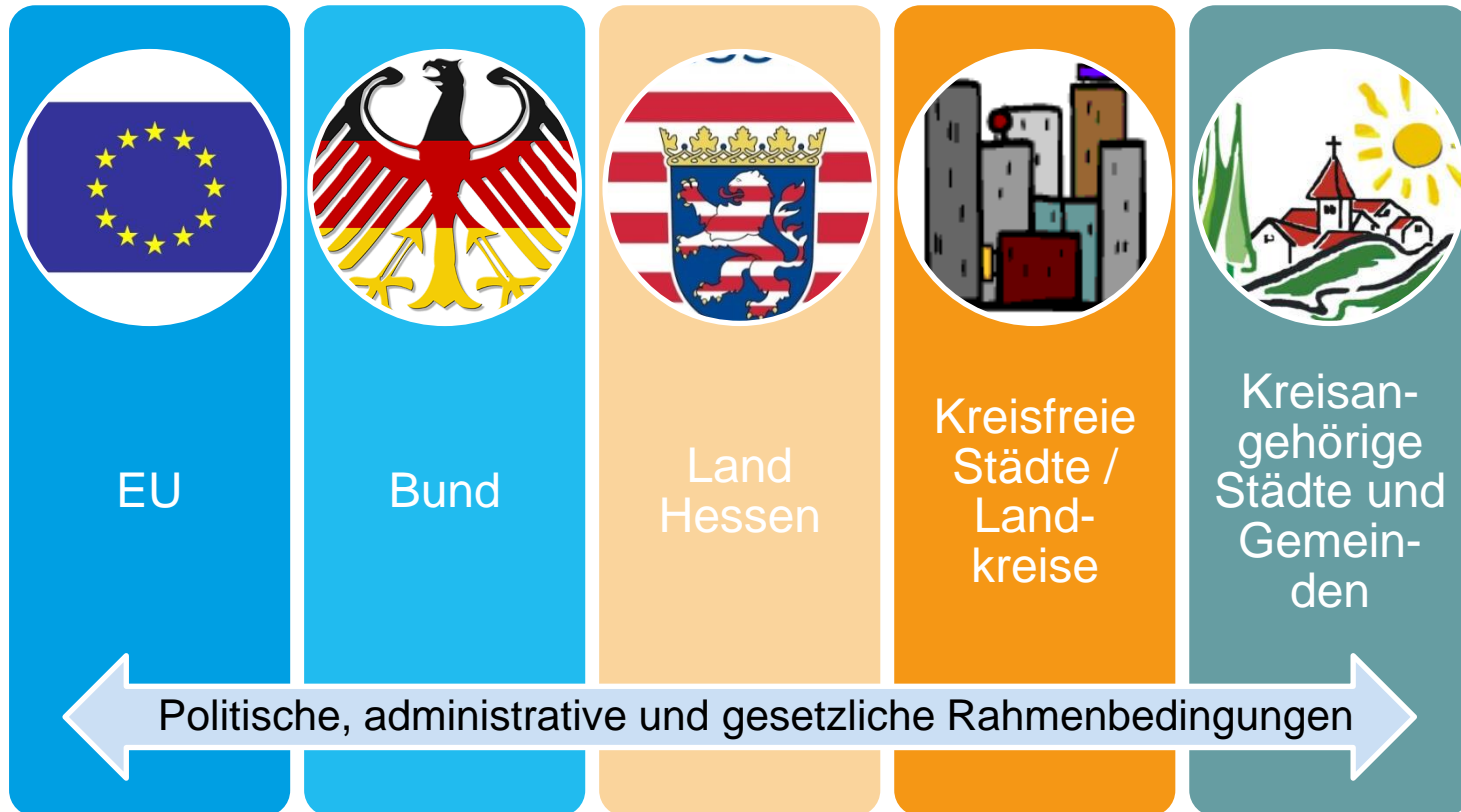 EU
Bund
Land
Hessen
Kreisfreie
Städte /
Land-
kreise
Kreisan-
gehörige
Städte und
Gemein-
den
Politische, administrative und gesetzliche Rahmenbedingungen